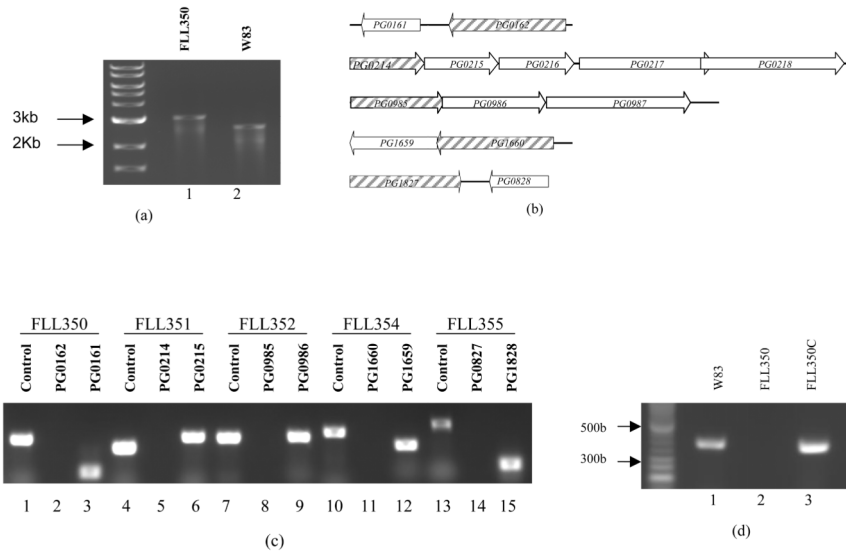 FLL350
W83
3kb
2Kb
1
2
(a)
PG0161
PG0162
PG0214
PG0215
PG0216
PG0217
PG0218
PG0985
PG0986
PG0987
PG1659
PG1660
PG1827
PG0828
(b)
FLL350 FLL351 FLL352 FLL354 FLL355
Control PG0162 PG0161 Control PG0214 PG0215 Control PG0985 PG0986 Control PG1660 PG1659 Control PG0827 PG1828
1 2 3 4 5 6 7 8 9 10 11 12 13 14 15
(c)
W83
FLL350
FLL350C
500b
300b
1 2 3
(d)